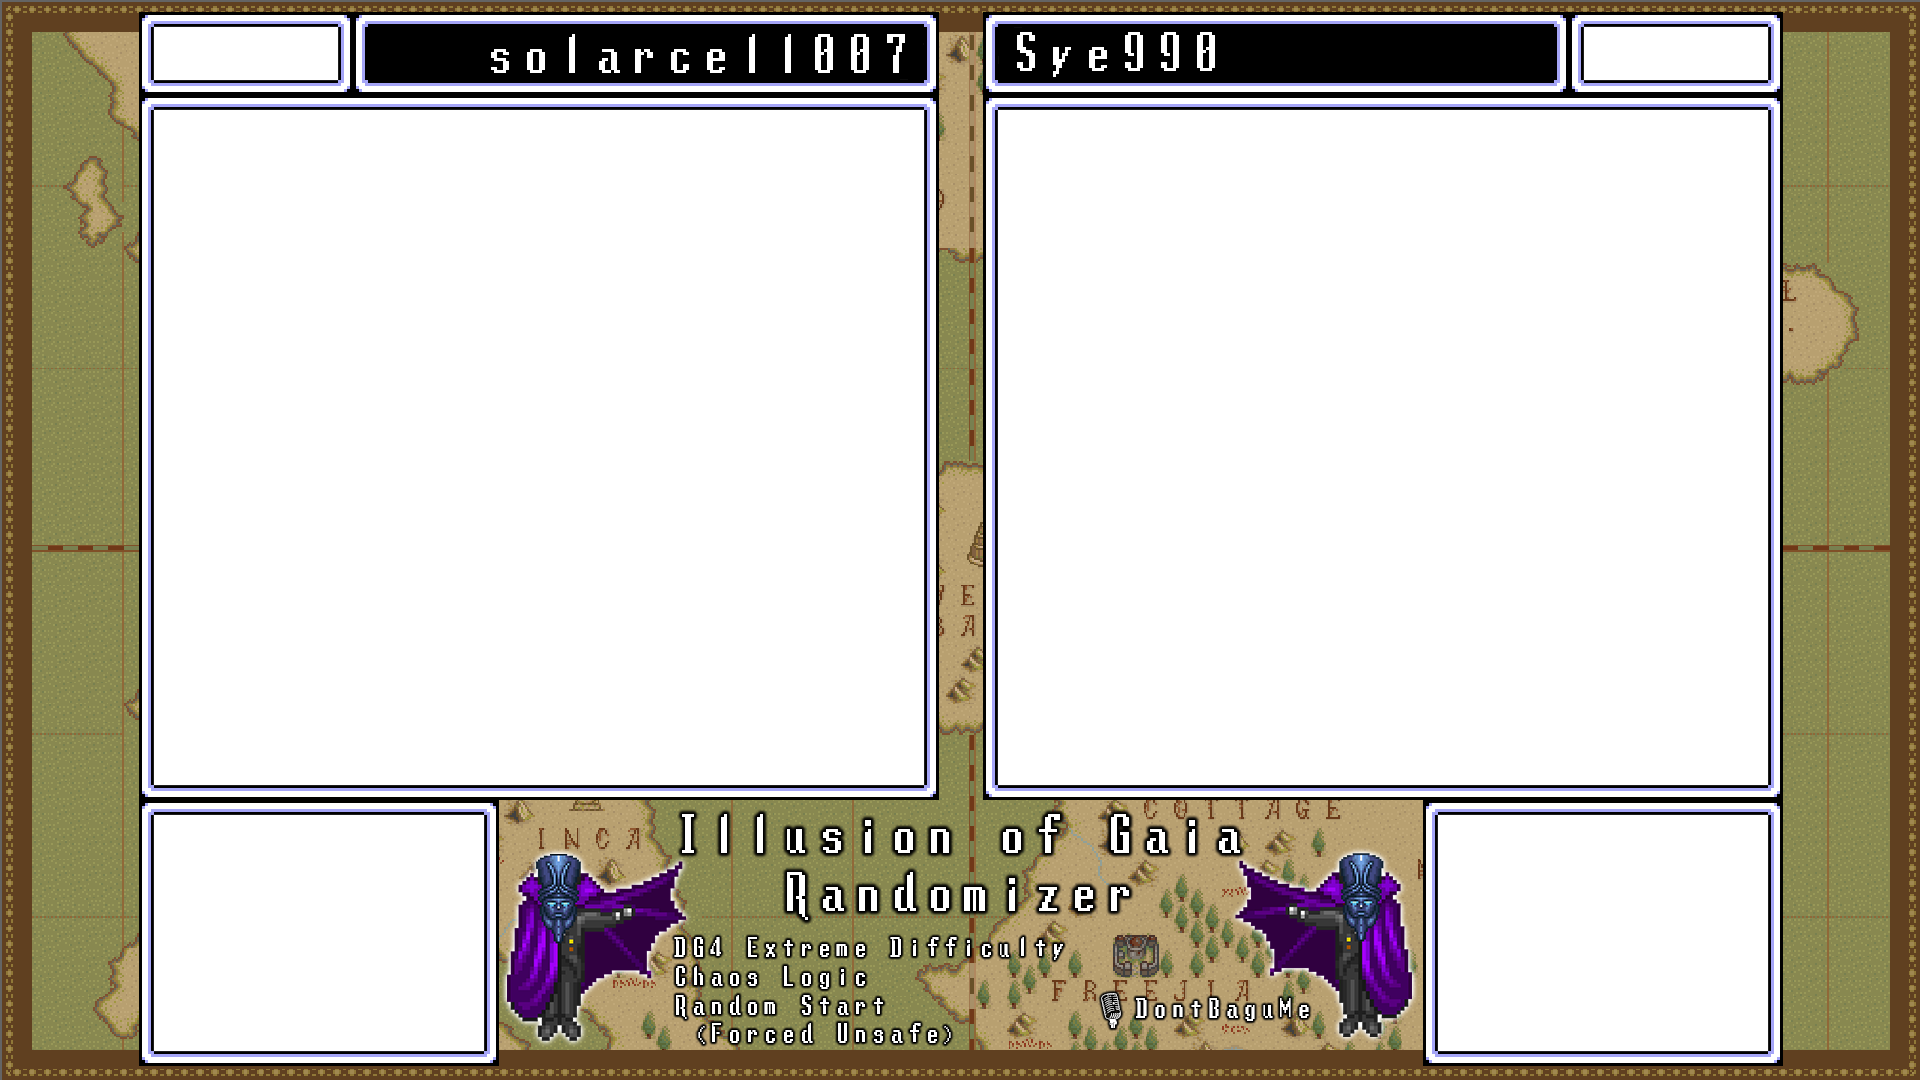 solarcell007
Sye990
INCA
COTTAGE
Illusion of Gaia
Randomizer
DG4 Extreme Difficulty
Chaos Logic
Random Start
(Forced Unsafe)
FREEJIA
DontBaguMe